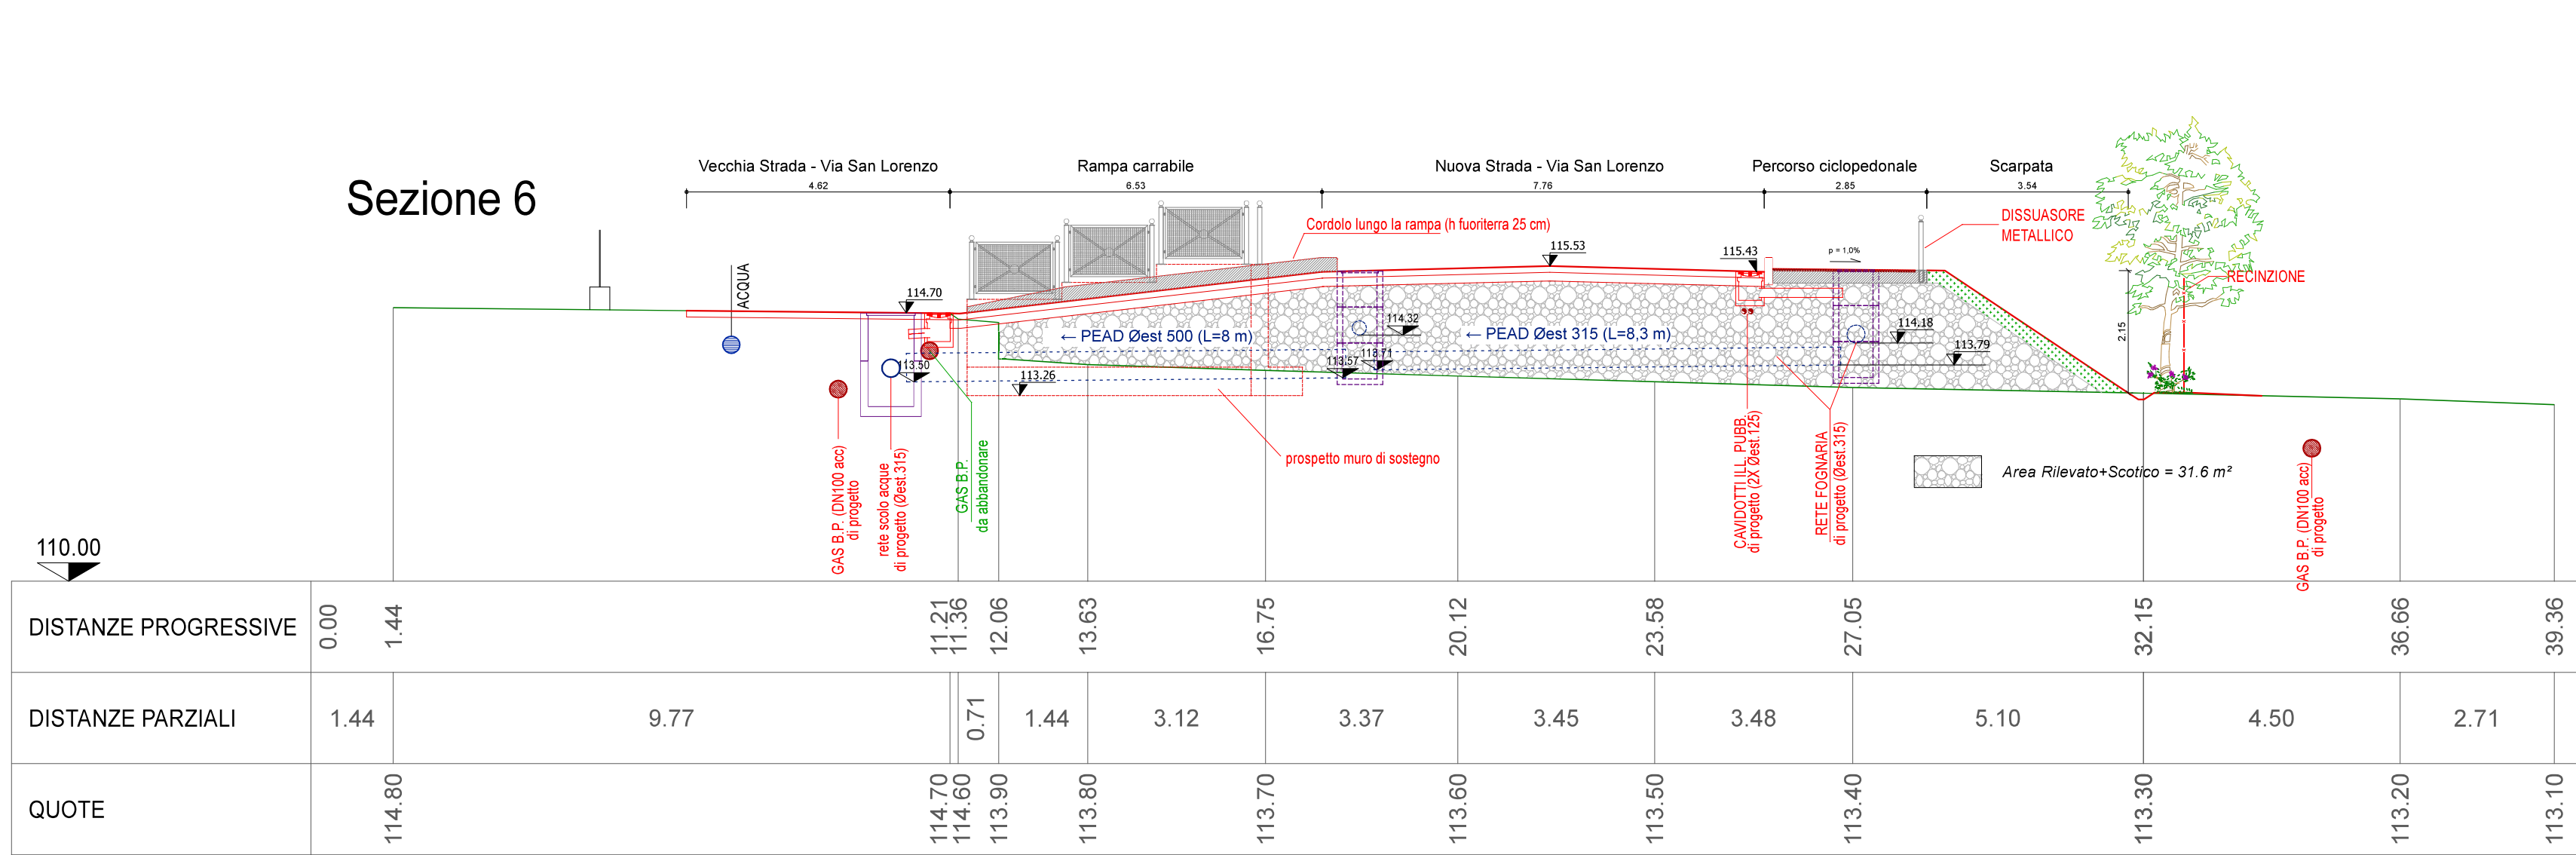 Sezione 6
Vecchia Strada - Via San Lorenzo
4.62
Rampa carrabile
6.53
Nuova Strada - Via San Lorenzo
7.76
Percorso ciclopedonale
2.85
Scarpata
3.54
Cordolo lungo la rampa (h fuoriterra 25 cm)
DISSUASORE
METALLICO
RECINZIONE
ACQUA
114.70
115.53
115.43
p = 1,0%
2.15
← PEAD Øest 500 (L=8 m)
114.32
← PEAD Øest 315 (L=8,3 m)
114.18
113.79
113.50
113.26
113.57
113.71
prospetto muro di sostegno
GAS B.P. (DN100 acc)
di progetto
rete scolo acque
di progetto (Øest.315)
GAS B.P.
da abbandonare
CAVIDOTTI ILL. PUBB.
di progetto (2X Øest.125)
RETE FOGNARIA
di progetto (Øest.315)
Area Rilevato+Scotico = 31.6 m²
GAS B.P. (DN100 acc)
di progetto
110.00
DISTANZE PROGRESSIVE
0.00 1.44 11.21 11.36 12.06 13.63 16.75 20.12 23.58 27.05 32.15 36.66 39.36
DISTANZE PARZIALI
1.44 9.77 0.71 1.44 3.12 3.37 3.45 3.48 5.10 4.50 2.71
QUOTE
114.80 114.70 114.60 113.90 113.80 113.70 113.60 113.50 113.40 113.30 113.20 113.10